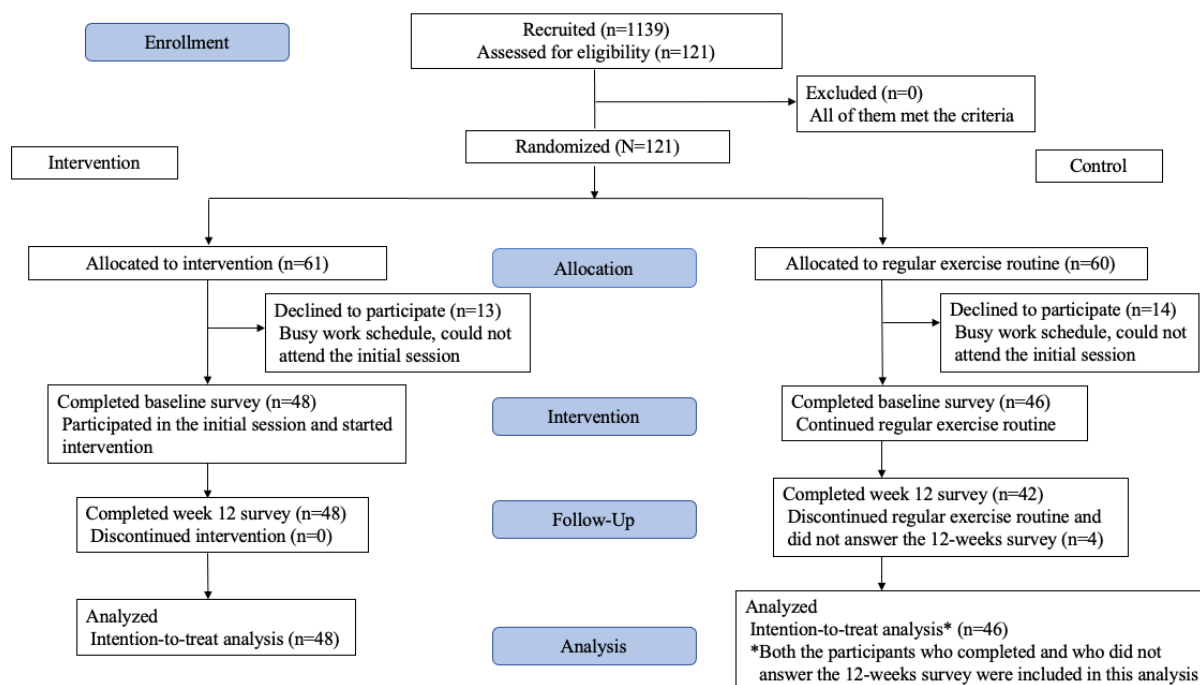 Enrollment
Recruited (n=1139)
Assessed for eligibility (n=121)
Excluded (n=0)
All of them met the criteria
Randomized (N=121)
Intervention
Control
Allocated to intervention (n=61)
Allocation
Allocated to regular exercise routine (n=60)
Declined to participate (n=13)
Busy work schedule, could not
attend the initial session
Declined to participate (n=14)
Busy work schedule, could not
attend the initial session
Completed baseline survey (n=48)
Participated in the initial session and started
intervention
Intervention
Completed baseline survey (n=46)
Continued regular exercise routine
Completed week 12 survey (n=48)
Discontinued intervention (n=0)
Follow-Up
Completed week 12 survey (n=42)
Discontinued regular exercise routine and
did not answer the 12-weeks survey (n=4)
Analyzed
Intention-to-treat analysis (n=48)
Analysis
Analyzed
Intention-to-treat analysis* (n=46)
*Both the participants who completed and who did not
answer the 12-weeks survey were included in this analysis